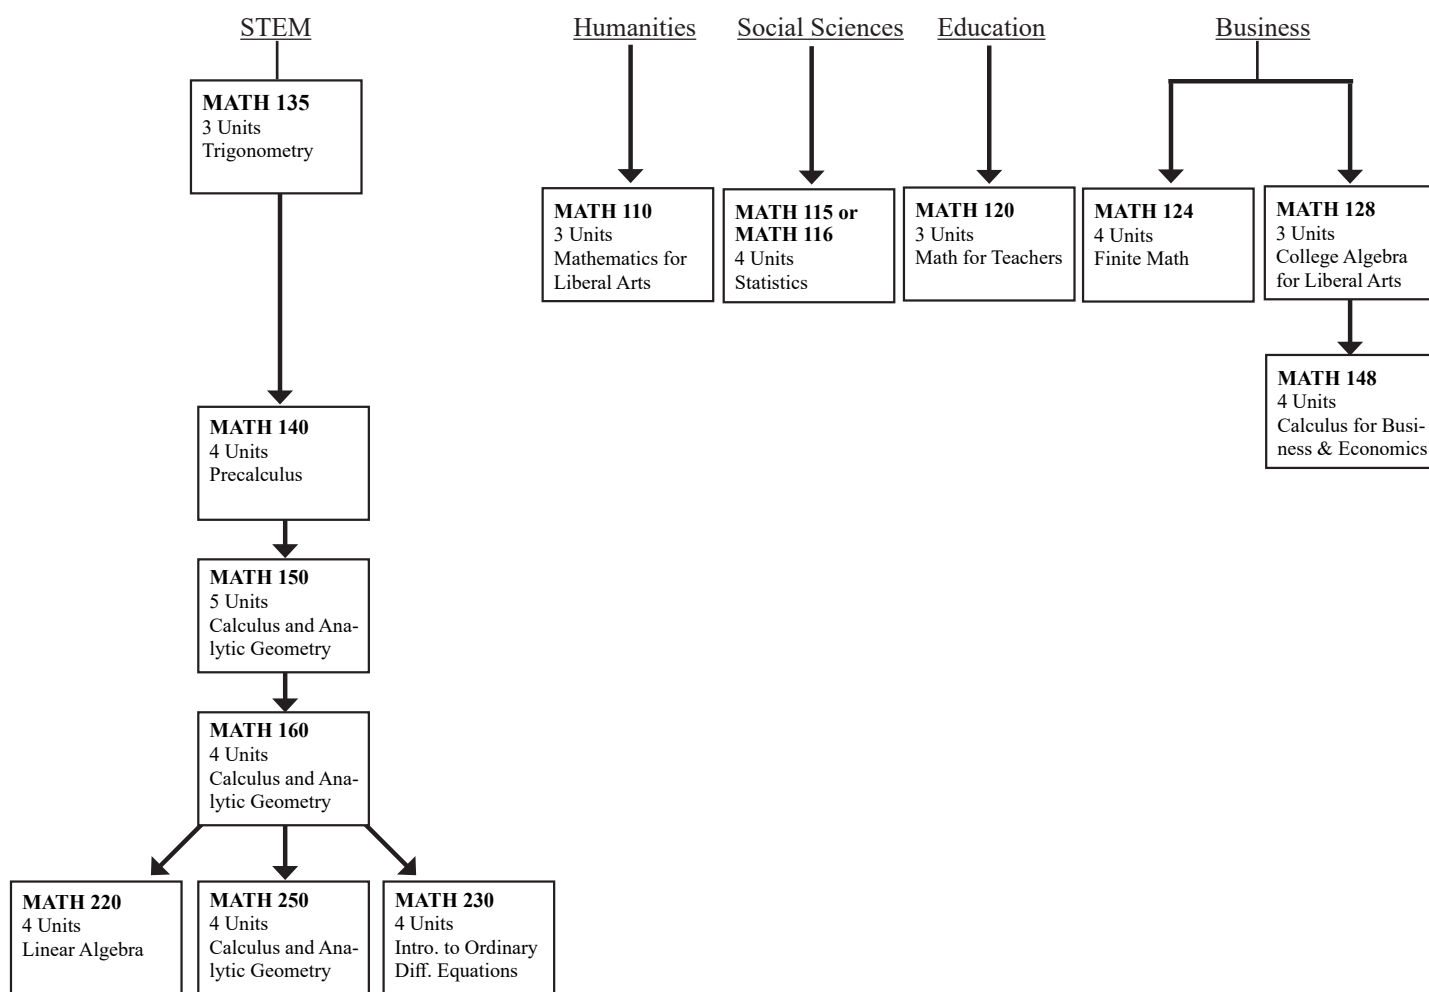 STEM
Humanities
Social Sciences
Education
Business
MATH 135
3 Units
Trigonometry
MATH 110
3 Units
Mathematics for
Liberal Arts
MATH 115 or
MATH 116
4 Units
Statistics
MATH 120
3 Units
Math for Teachers
MATH 124
4 Units
Finite Math
MATH 128
3 Units
College Algebra
for Liberal Arts
MATH 148
4 Units
Calculus for Busi-
ness & Economics
MATH 140
4 Units
Precalculus
MATH 150
5 Units
Calculus and Ana-
lytic Geometry
MATH 160
4 Units
Calculus and Ana-
lytic Geometry
MATH 220
4 Units
Linear Algebra
MATH 250
4 Units
Calculus and Ana-
lytic Geometry
MATH 230
4 Units
Intro. to Ordinary
Diff. Equations